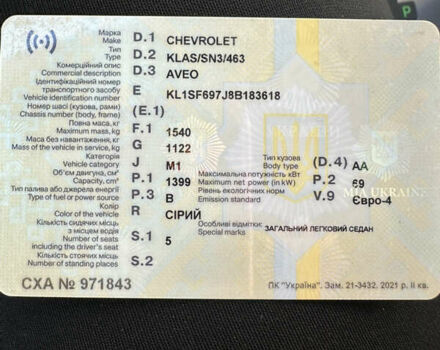 Марка
Make D.1 CHEVROLET
Тип
Type D.2 KLAS/SN3/463
Комерційний опис
Commercial description D.3 AVEO
Ідентифікаційний номер
транспортного засобу
Vehicle identification number E KL1SF697J8B183618
Номер шасі (кузова, рами)
Chassis number (body, frame) (E.1)
Повна маса, кг
Maximum mass, kg F.1 1540
Маса без навантаження, кг
Mass of the vehicle in service, kg G 1122
Категорія
Vehicle category J M1 Тип кузова
Body type (D.4) AA
Об'єм двигуна, см³
Capacity, cm³ P.1 1399 Максимальна потужність кВт
Maximum net power (in kW) P.2 69
Тип палива або джерела енергії
Type of fuel or power source P.3 B Рівень екологічних норм
Emission standard V.9 Євро-4
Колір
Color of the vehicle R СІРИЙ
Кількість сидячих місць
з місцем водія
Number of seats
including the driver's seat S.1 5 Особливі відмітки:
Special marks ЗАГАЛЬНИЙ ЛЕГКОВИЙ СЕДАН
Кількість стоячих місць
Number of standing places S.2
MIA UKRAINE
СХА № 971843
ПК "Україна". Зам. 21-3432. 2021 р. ІІ кв.